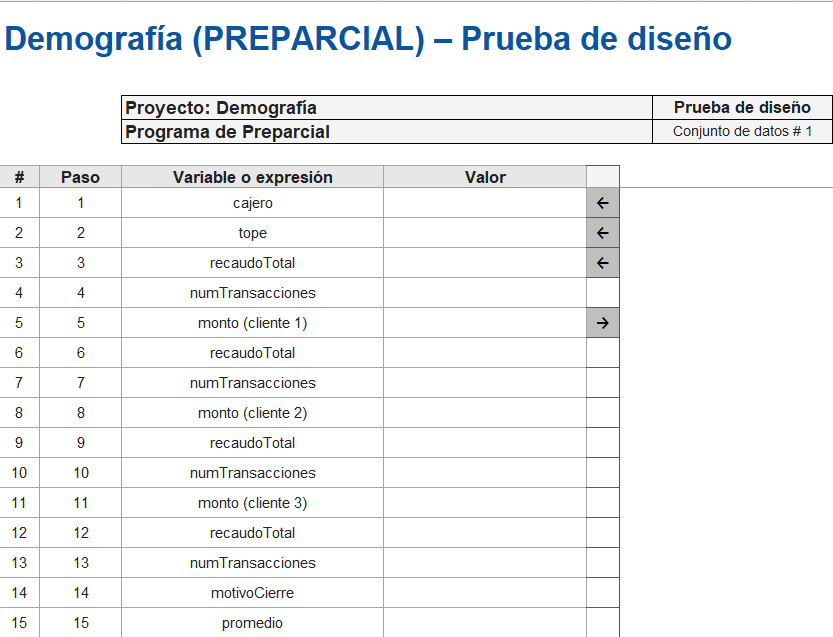 Demografía (PREPARCIAL) – Prueba de diseño
Proyecto: Demografía Prueba de diseño
Programa de Preparcial Conjunto de datos # 1
# Paso Variable o expresión Valor
1 1 cajero ←
2 2 tope ←
3 3 recaudoTotal ←
4 4 numTransacciones
5 5 monto (cliente 1) →
6 6 recaudoTotal
7 7 numTransacciones
8 8 monto (cliente 2)
9 9 recaudoTotal
10 10 numTransacciones
11 11 monto (cliente 3)
12 12 recaudoTotal
13 13 numTransacciones
14 14 motivoCierre
15 15 promedio